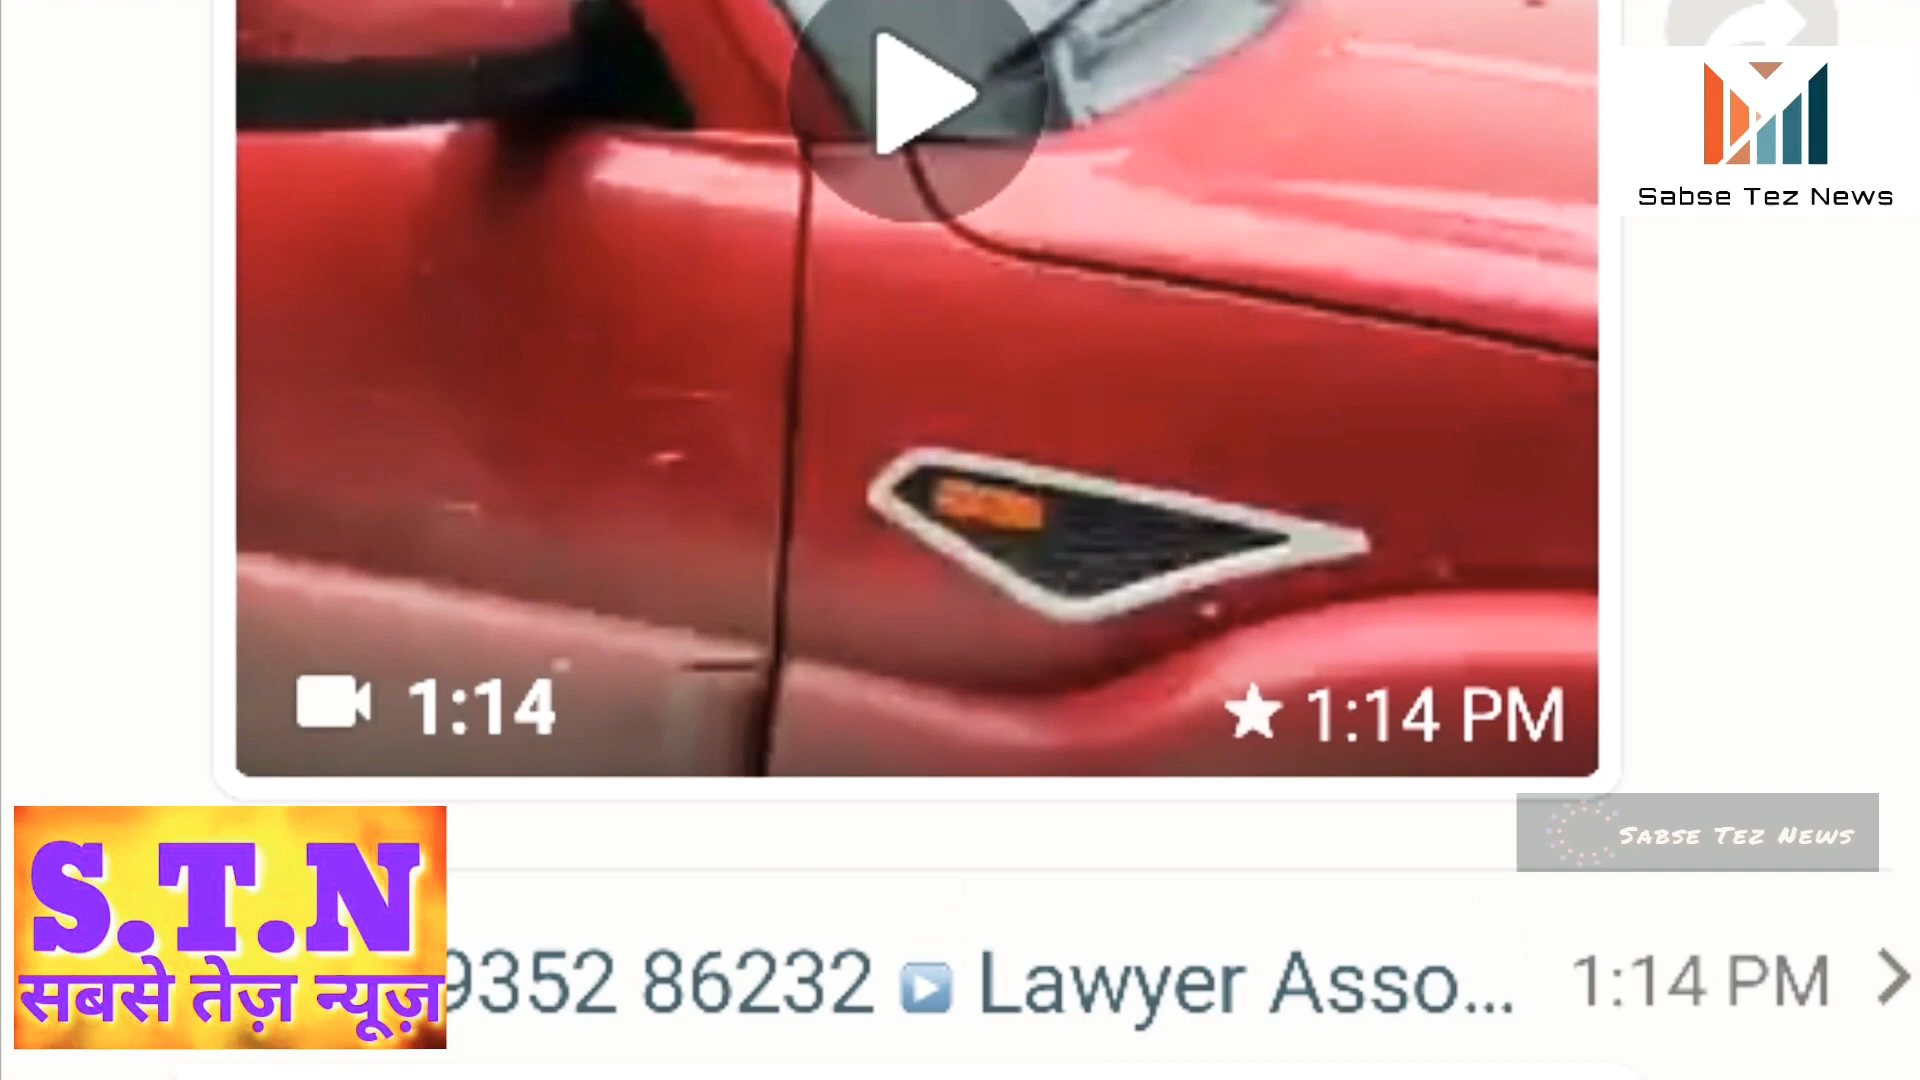 Sabse Tez News
1:14
1:14 PM
SABSE TEZ NEWS
S.T.N
सबसे तेज़ न्यूज़
9352 86232 ▶ Lawyer Asso... 1:14 PM